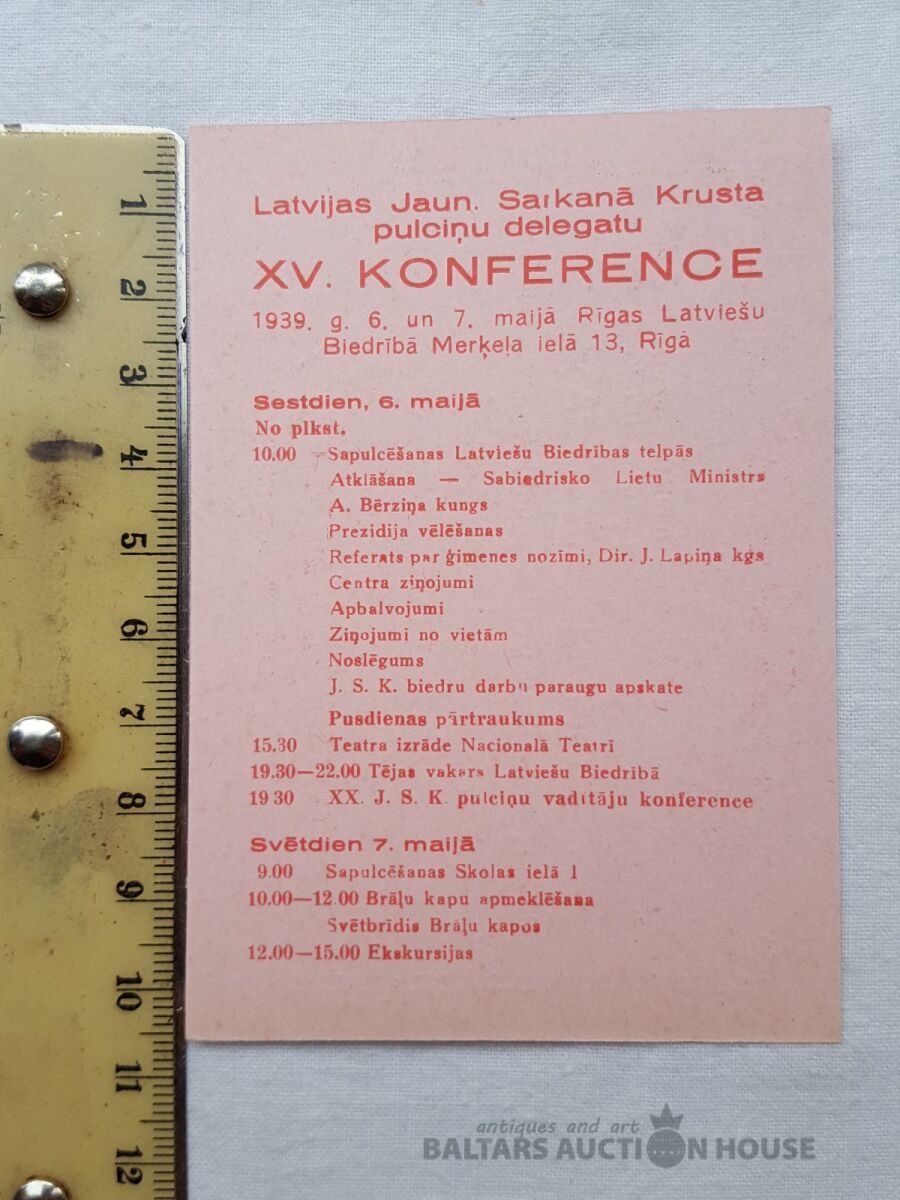 Latvijas Jaun. Sarkanā Krusta
pulciņu delegatu
XV. KONFERENCE
1939. g. 6. un 7. maijā Rīgas Latviešu
Biedrībā Merķeļa ielā 13, Rīgā
Sestdien, 6. maijā
No plkst.
10.00 Sapulcēšanas Latviešu Biedrības telpās
Atklāšana — Sabiedrisko Lietu Ministrs
A. Bērziņa kungs
Prezidija vēlēšanas
Referats par ģimenes nozīmi, Dir. J. Lapiņa kgs
Centra ziņojumi
Apbalvojumi
Ziņojumi no vietām
Noslēgums
J. S. K. biedru darbu paraugu apskate
Pusdienas pārtraukums
15.30 Teatra izrāde Nacionalā Teatrī
19.30—22.00 Tējas vakars Latviešu Biedrībā
19 30 XX. J. S. K. pulciņu vadītāju konference
Svētdien 7. maijā
9.00 Sapulcēšanas Skolas ielā 1
10.00—12.00 Brāļu kapu apmeklēšana
Svētbrīdis Brāļu kapos
12.00—15.00 Ekskursijas
1
2
3
4
5
6
7
8
9
10
11
12
antiques and art
BALTARS AUCTION HOUSE